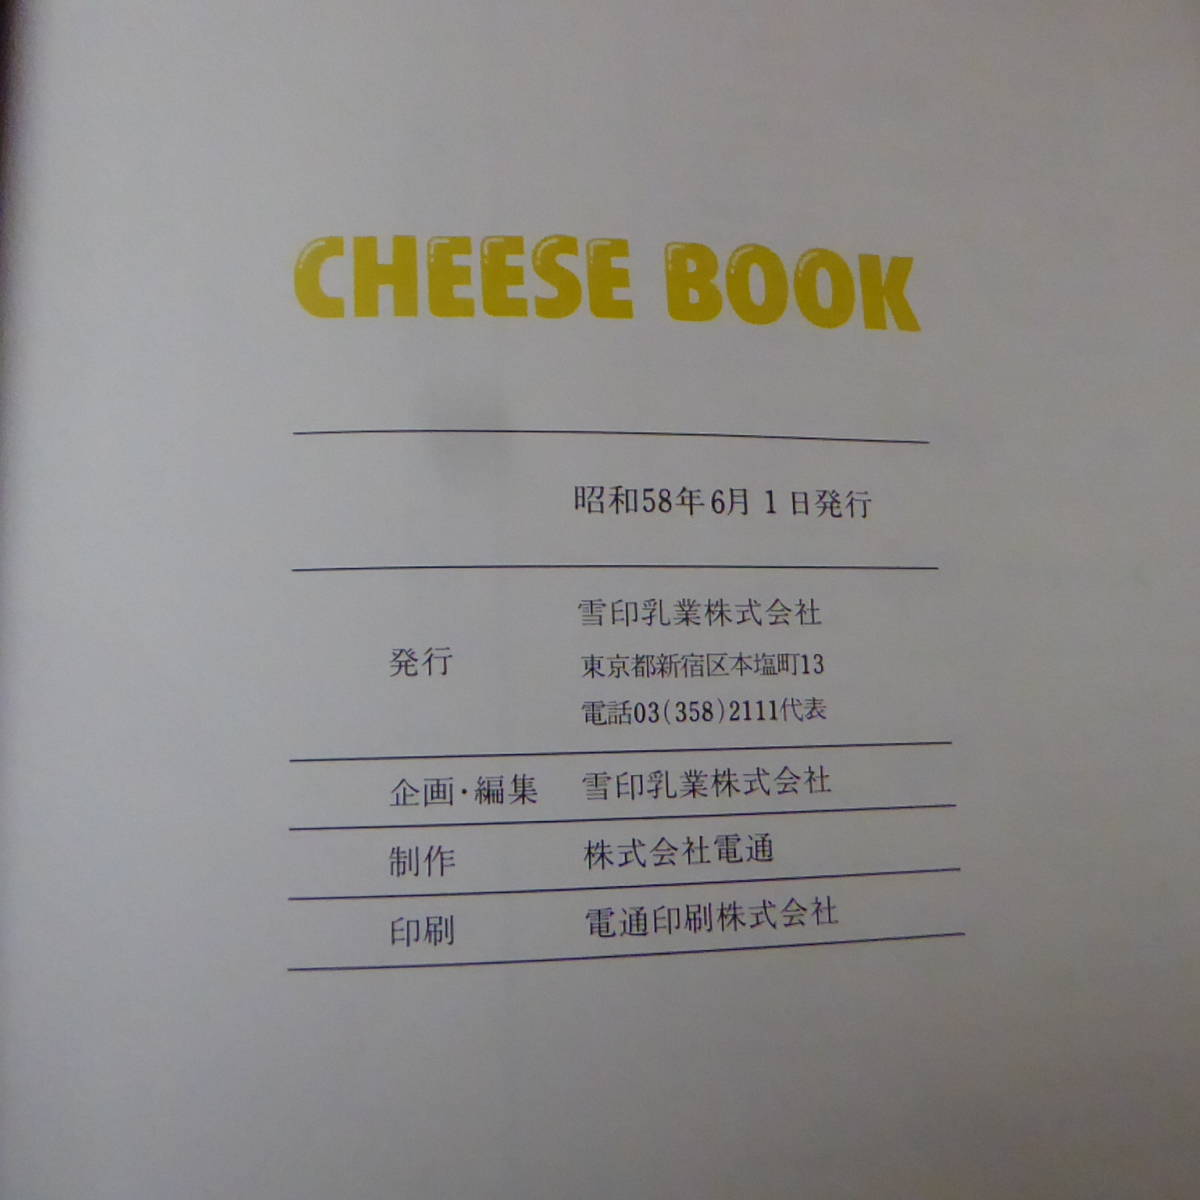 CHEESE BOOK
昭和58年6月1日発行
発行
雪印乳業株式会社
東京都新宿区本塩町13
電話03(358)2111代表
企画・編集 雪印乳業株式会社
制作 株式会社電通
印刷 電通印刷株式会社